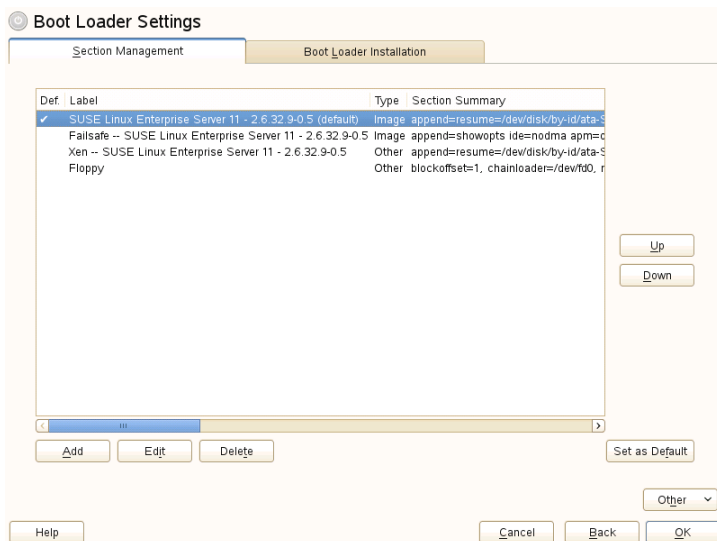 Boot Loader Settings
Section Management
Boot Loader Installation
Def. Label Type Section Summary
✔ SUSE Linux Enterprise Server 11 - 2.6.32.9-0.5 (default) Image append=resume=/dev/disk/by-id/ata-S
Failsafe -- SUSE Linux Enterprise Server 11 - 2.6.32.9-0.5 Image append=showopts ide=nodma apm=o
Xen -- SUSE Linux Enterprise Server 11 - 2.6.32.9-0.5 Other append=resume=/dev/disk/by-id/ata-S
Floppy Other blockoffset=1, chainloader=/dev/fd0, r
Up
Down
Add Edit Delete Set as Default
Other
Help Cancel Back OK